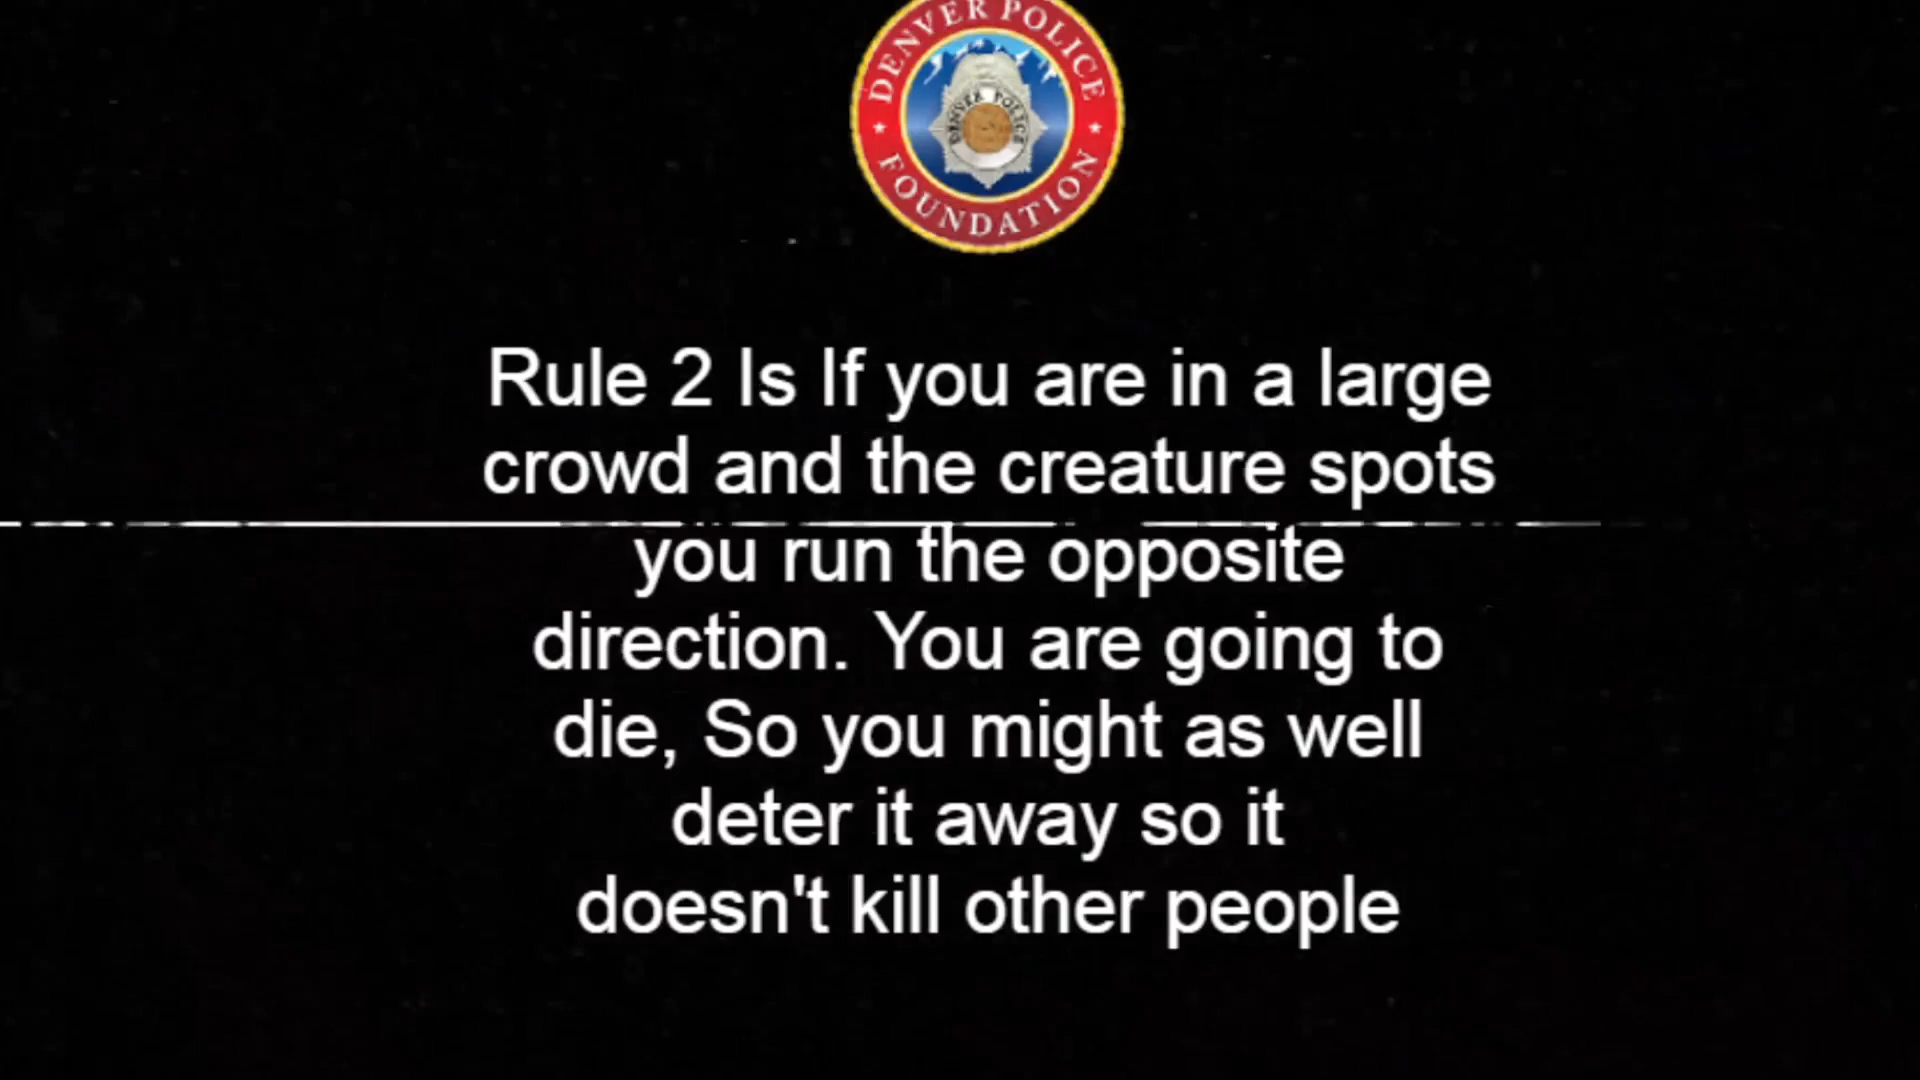 DENVER POLICE
DENVER POLICE
FOUNDATION
Rule 2 Is If you are in a large
crowd and the creature spots
you run the opposite
direction. You are going to
die, So you might as well
deter it away so it
doesn't kill other people